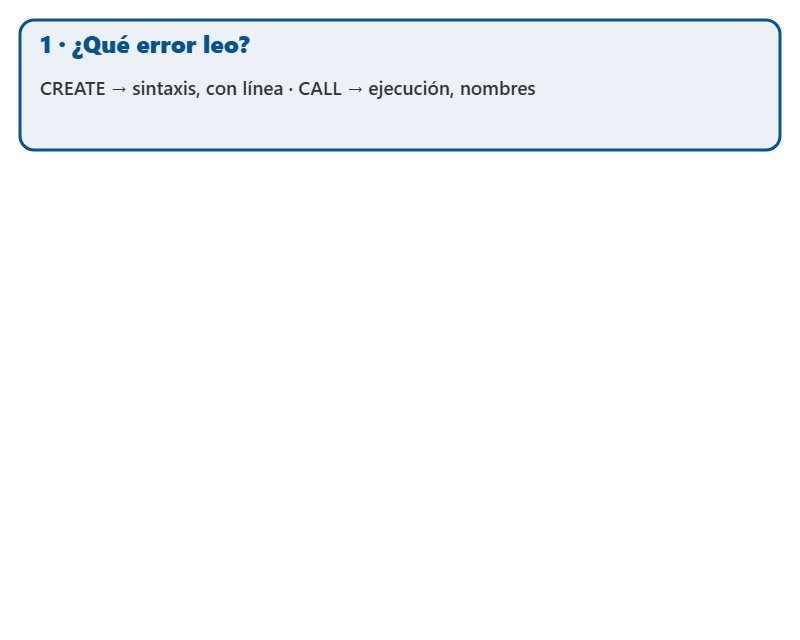 1 · ¿Qué error leo?
CREATE → sintaxis, con línea · CALL → ejecución, nombres